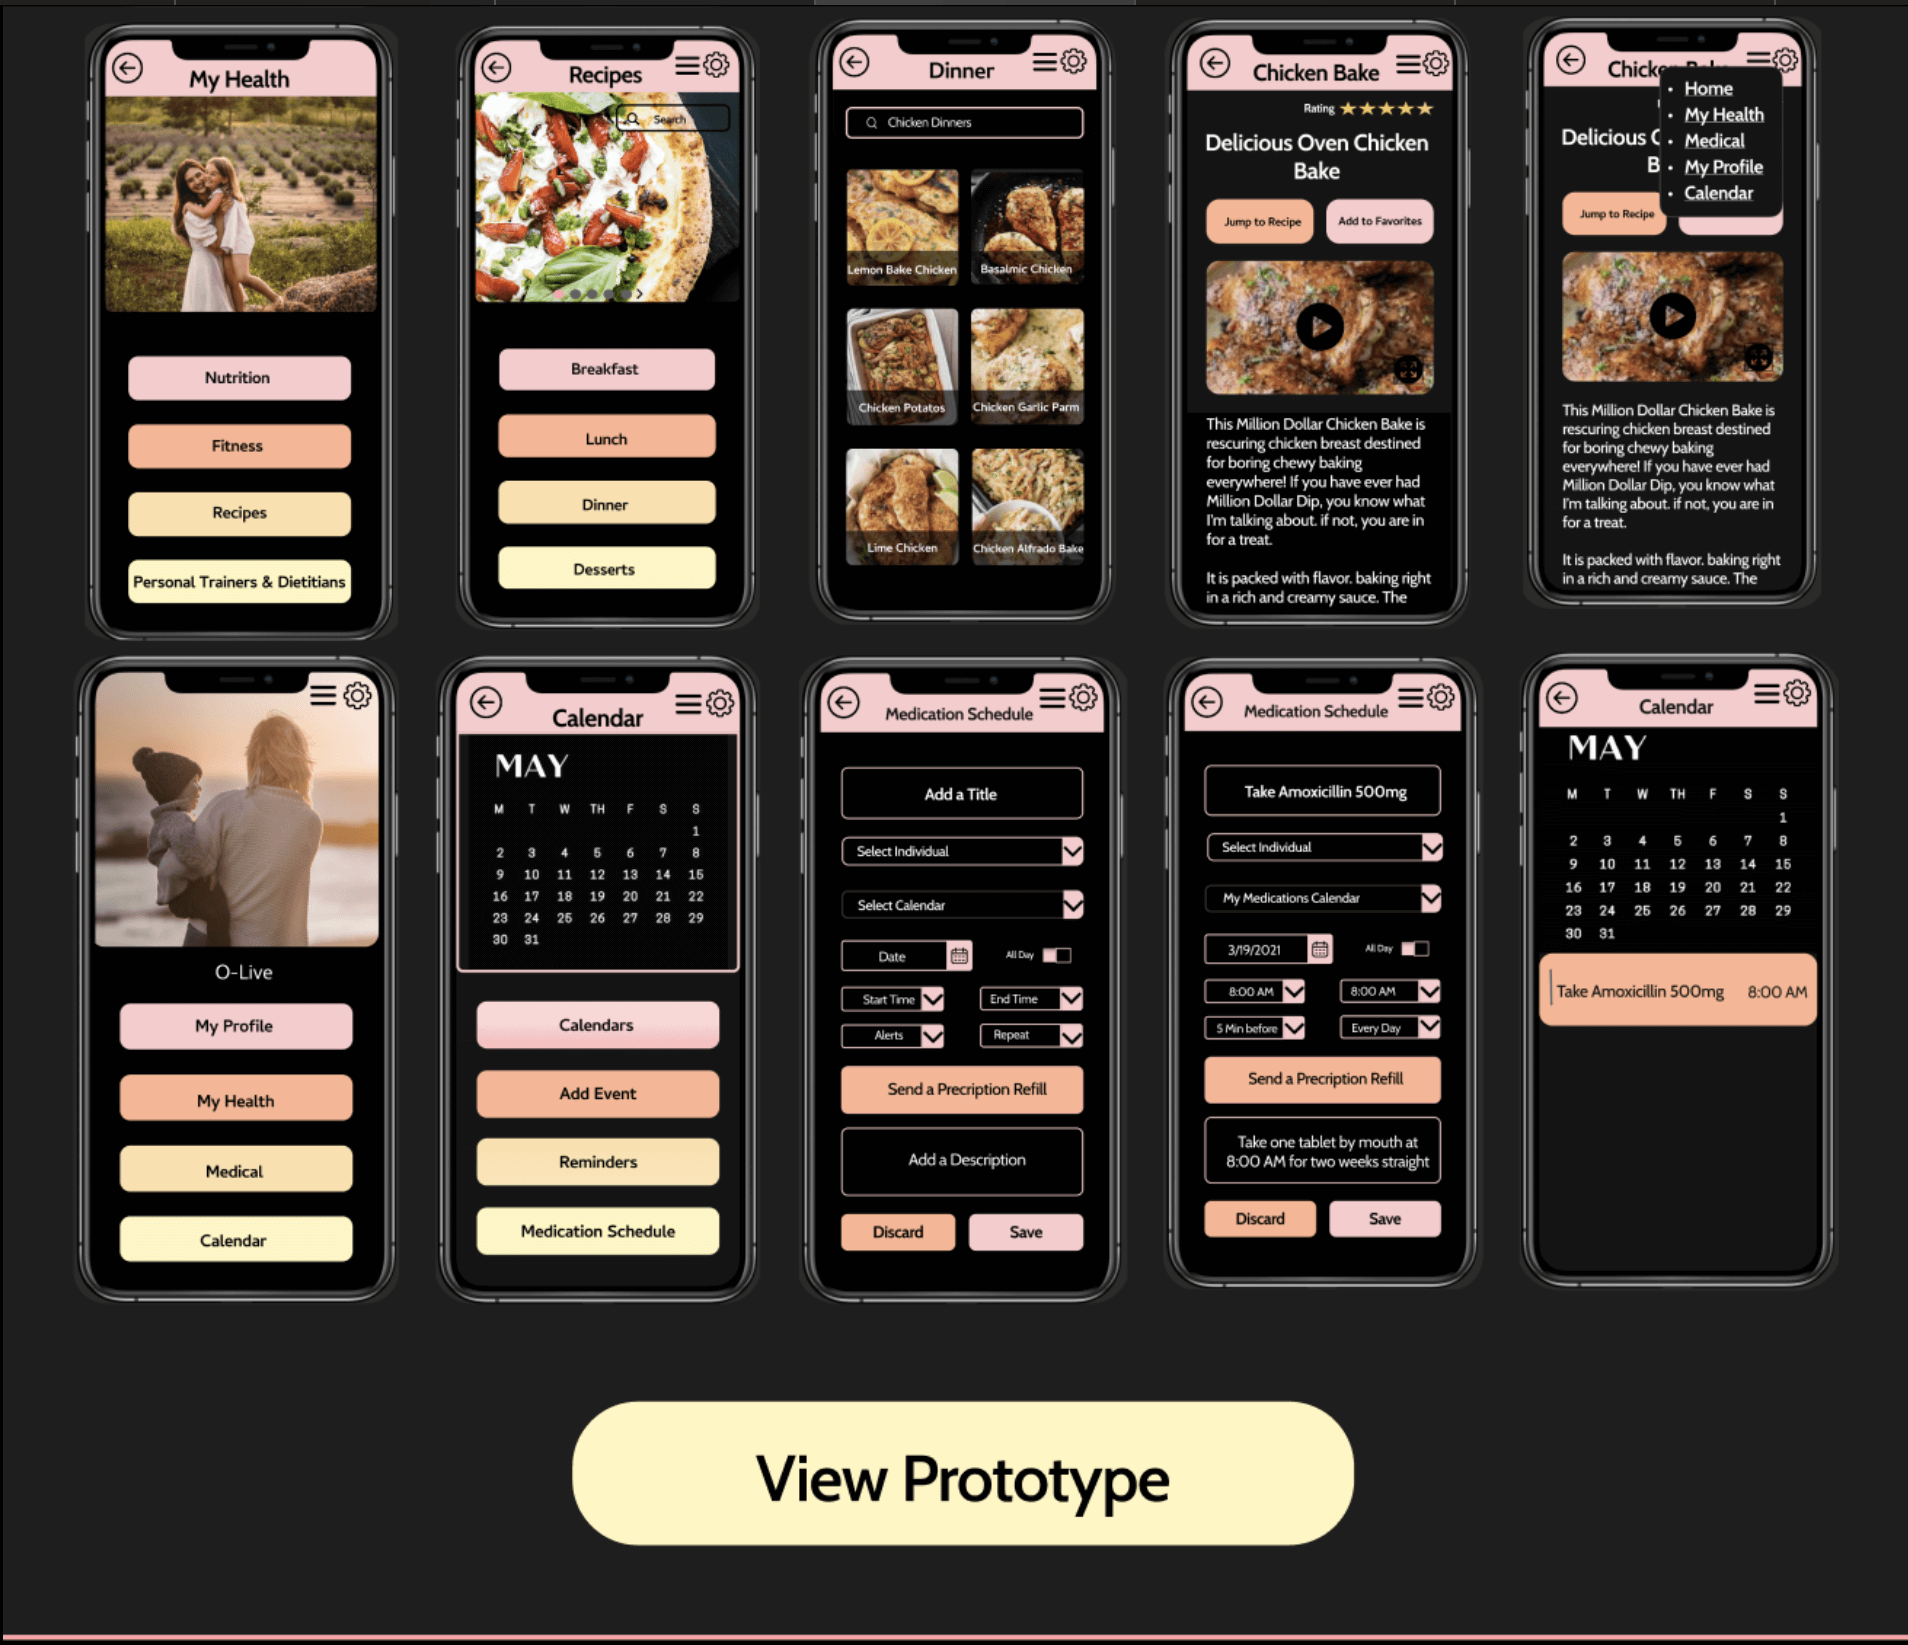 My Health
Nutrition
Fitness
Recipes
Personal Trainers & Dietitians
Recipes
Search
Breakfast
Lunch
Dinner
Desserts
Dinner
Chicken Dinners
Lemon Bake Chicken
Basalmic Chicken
Chicken Potatos
Chicken Garlic Parm
Lime Chicken
Chicken Alfrado Bake
Chicken Bake
Rating
Delicious Oven Chicken
Bake
Jump to Recipe
Add to Favorites
This Million Dollar Chicken Bake is
rescuring chicken breast destined
for boring chewy baking
everywhere! If you have ever had
Million Dollar Dip, you know what
I'm talking about. if not, you are in
for a treat.
It is packed with flavor. baking right
in a rich and creamy sauce. The
• Home
• My Health
• Medical
• My Profile
• Calendar
Delicious
Jump to Recipe
This Million Dollar Chicken Bake is
rescuring chicken breast destined
for boring chewy baking
everywhere! If you have ever had
Million Dollar Dip, you know what
I'm talking about. if not, you are in
for a treat.
It is packed with flavor. baking right
in a rich and creamy sauce. The
O-Live
My Profile
My Health
Medical
Calendar
Calendar
MAY
M T W TH F S S
1
2 3 4 5 6 7 8
9 10 11 12 13 14 15
16 17 18 19 20 21 22
23 24 25 26 27 28 29
30 31
Calendars
Add Event
Reminders
Medication Schedule
Medication Schedule
Add a Title
Select Individual
Select Calendar
Date
All Day
Start Time
End Time
Alerts
Repeat
Send a Precription Refill
Add a Description
Discard
Save
Medication Schedule
Take Amoxicillin 500mg
Select Individual
My Medications Calendar
3/19/2021
All Day
8:00 AM
8:00 AM
5 Min before
Every Day
Send a Precription Refill
Take one tablet by mouth at
8:00 AM for two weeks straight
Discard
Save
Calendar
MAY
M T W TH F S S
1
2 3 4 5 6 7 8
9 10 11 12 13 14 15
16 17 18 19 20 21 22
23 24 25 26 27 28 29
30 31
Take Amoxicillin 500mg 8:00 AM
View Prototype